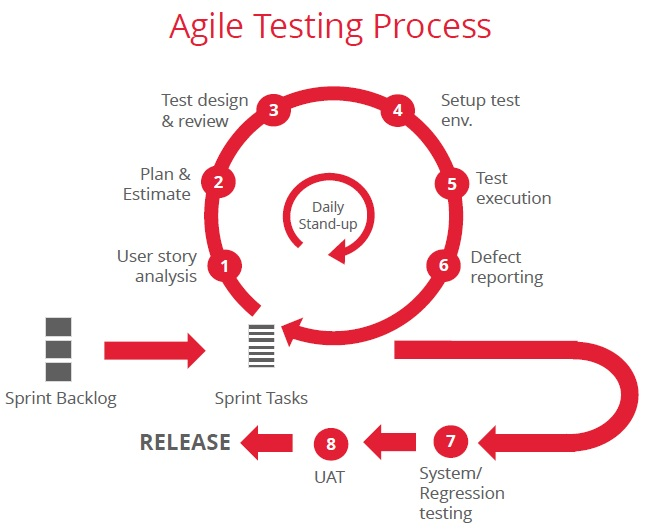 Agile Testing Process
Test design
& review
3
4
Setup test
env.
Plan &
Estimate
2
Daily
Stand-up
5
Test
execution
User story
analysis
1
6
Defect
reporting
Sprint Backlog
Sprint Tasks
RELEASE
8
UAT
7
System/
Regression
testing